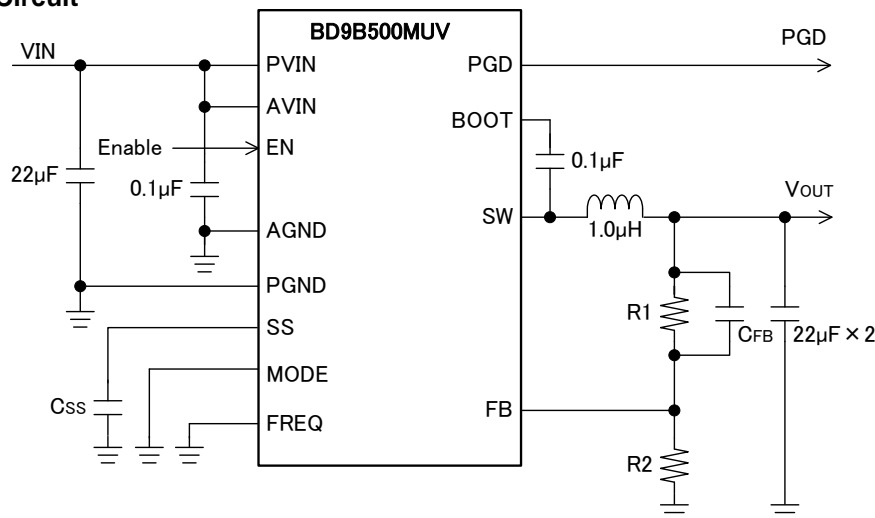 Circuit
BD9B500MUV
VIN
PVIN
PGD
PGD
AVIN
BOOT
Enable
EN
22µF
0.1µF
0.1µF
SW
VOUT
1.0µH
AGND
PGND
SS
R1
CFB
22µF×2
MODE
CSS
FB
FREQ
R2